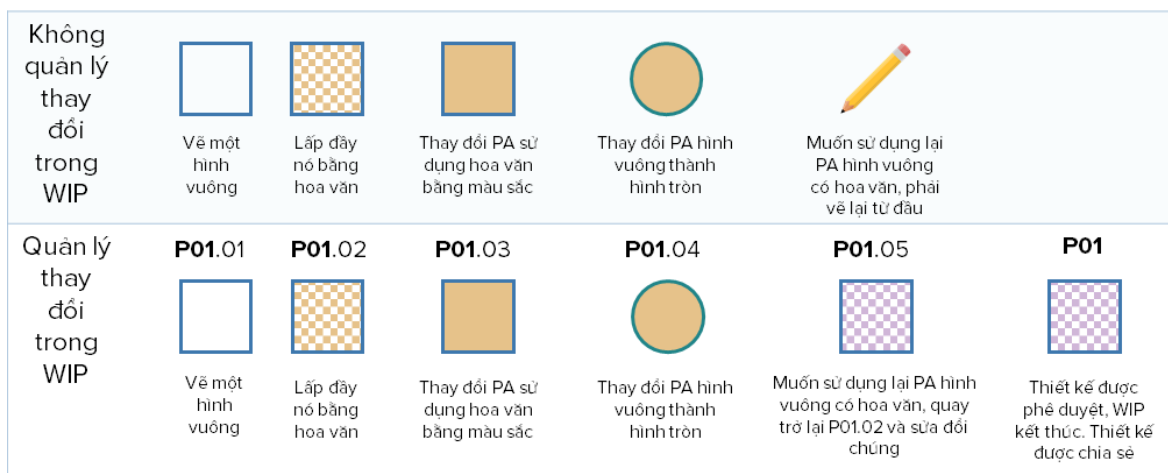 Không
quản lý
thay
đổi
trong
WIP
Vẽ một
hình
vuông
Lấp đầy
nó bằng
hoa văn
Thay đổi PA sử
dụng hoa văn
bằng màu sắc
Thay đổi PA hình
vuông thành
hình tròn
Muốn sử dụng lại
PA hình vuông
có hoa văn, phải
vẽ lại từ đầu
Quản lý
thay
đổi
trong
WIP
P01.01
Vẽ một
hình
vuông
P01.02
Lấp đầy
nó bằng
hoa văn
P01.03
Thay đổi PA sử
dụng hoa văn
bằng màu sắc
P01.04
Thay đổi PA hình
vuông thành
hình tròn
P01.05
Muốn sử dụng lại PA hình
vuông có hoa văn, quay
trở lại P01.02 và sửa đổi
chúng
P01
Thiết kế được
phê duyệt, WIP
kết thúc. Thiết kế
được chia sẻ